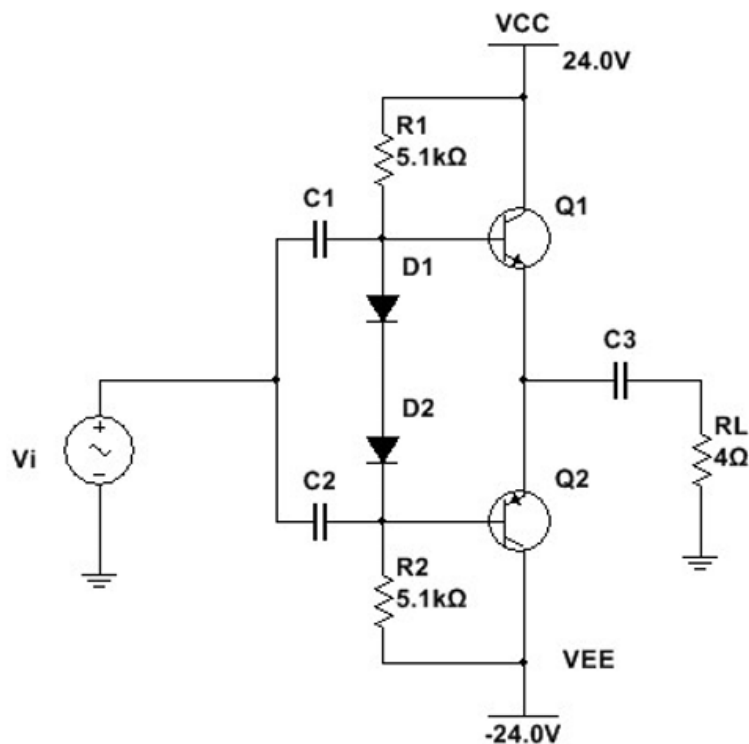 VCC
24.0V
R1
5.1kΩ
C1
Q1
D1
C3
D2
RL
4Ω
Vi
C2
Q2
R2
5.1kΩ
VEE
-24.0V